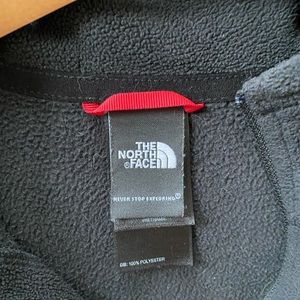 THE
NORTH
FACE
NEVER STOP EXPLORING
100% POLYESTER